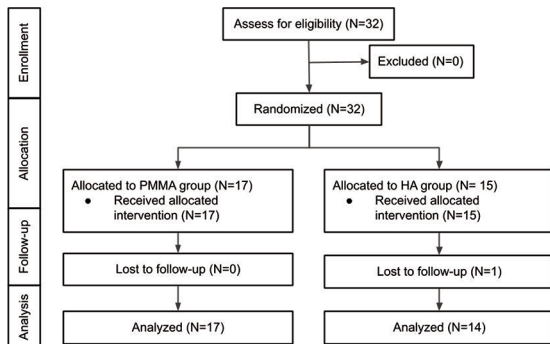 Enrollment
Assess for eligibility (N=32)
Excluded (N=0)
Randomized (N=32)
Allocation
Allocated to PMMA group (N=17)
● Received allocated
intervention (N=17)
Allocated to HA group (N= 15)
● Received allocated
intervention (N=15)
Follow-up
Lost to follow-up (N=0)
Lost to follow-up (N=1)
Analysis
Analyzed (N=17)
Analyzed (N=14)